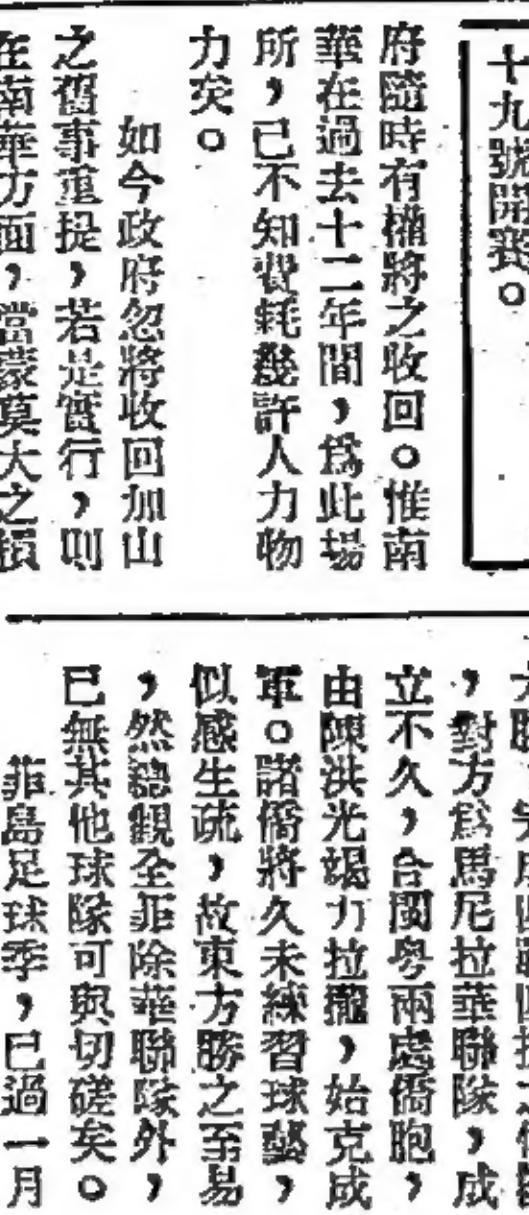 十九號開賽。
府隨時有權將之收回。惟南
華在過去十二年間，爲此場
所，已不知費耗幾許人力物
力矣。
如今政府忽將收回加山
之舊事重提，若是實行，則
在南華方面，當蒙莫大之損
，對方爲馬尼拉華聯隊，成
立不久，合閩粵兩處僑胞，
由陳洪光竭力拉攏，始克成
軍。諸僑將久未練習球藝，
似感生疏，故東方勝之至易
，然綜觀全菲除華聯隊外，
已無其他球隊可與切磋矣。
菲島足球季，已過一月